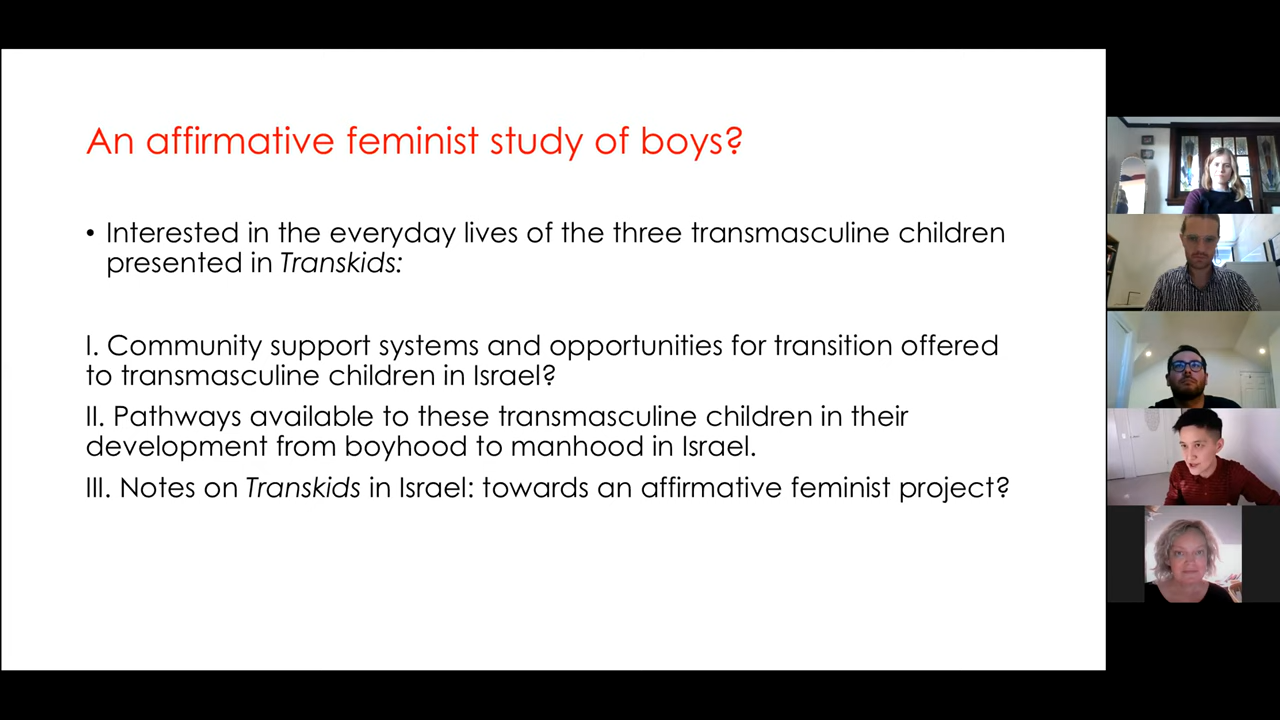 An affirmative feminist study of boys?
• Interested in the everyday lives of the three transmasculine children
presented in Transkids:
I. Community support systems and opportunities for transition offered
to transmasculine children in Israel?
II. Pathways available to these transmasculine children in their
development from boyhood to manhood in Israel.
III. Notes on Transkids in Israel: towards an affirmative feminist project?